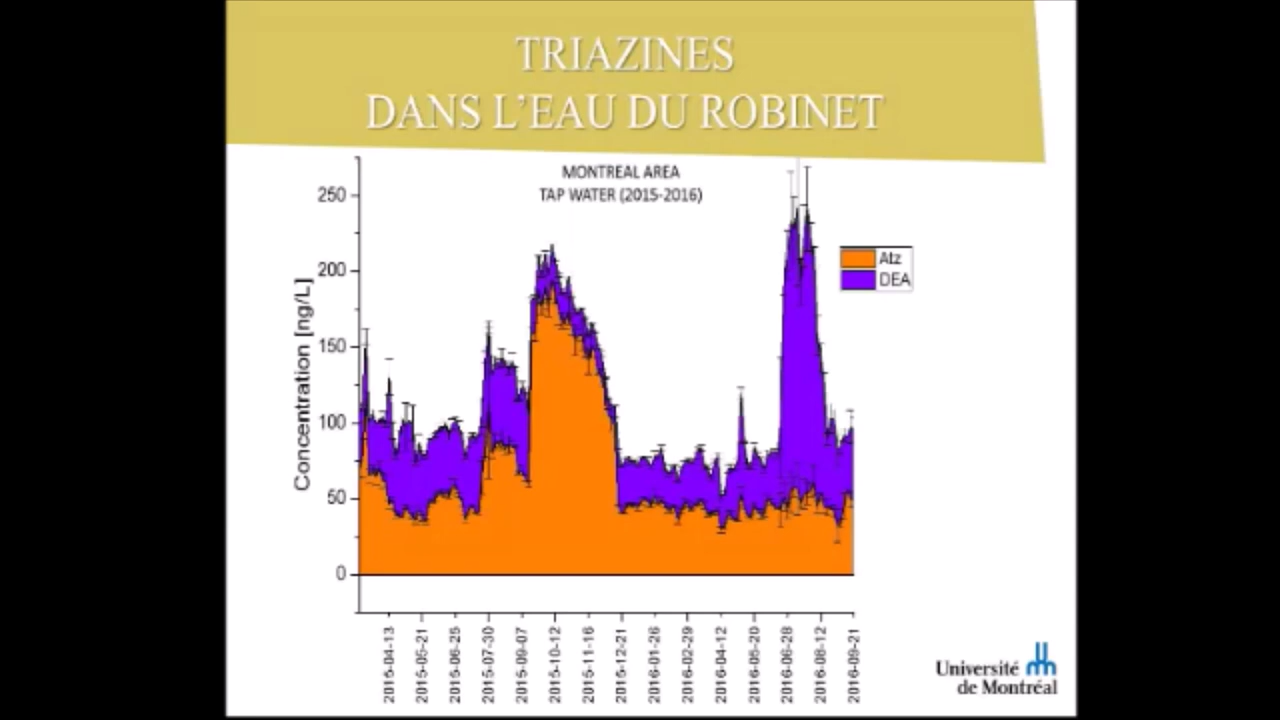 TRIAZINES
DANS L'EAU DU ROBINET
MONTREAL AREA
TAP WATER (2015-2016)
Concentration [ng/L]
250
200
150
100
50
0
Atz
DEA
2015-04-13
2015-05-21
2015-06-25
2015-07-30
2015-09-07
2015-10-12
2015-11-16
2015-12-21
2016-01-26
2016-02-29
2016-04-12
2016-05-20
2016-06-28
2016-08-12
2016-09-21
Université
de Montréal